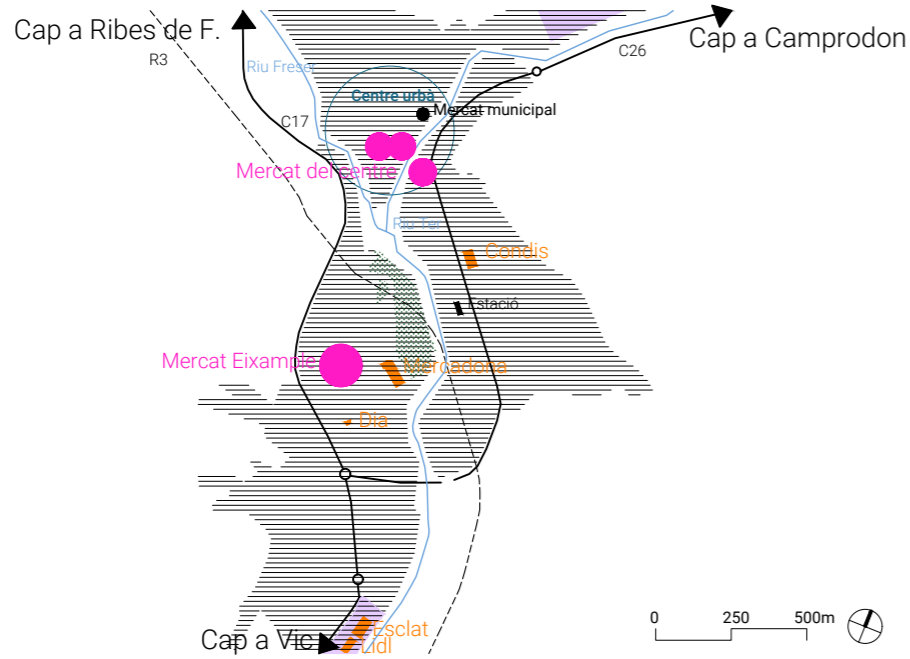 Cap a Ribes de F.
Cap a Camprodon
C26
R3
Riu Freser
Centre urbà
Mercat municipal
C17
Mercat del centre
Riu Ter
Condis
Estació
Mercat Eixample
Mercadona
Dia
0 250 500m
Esclat
Cap a Vic
Lidl